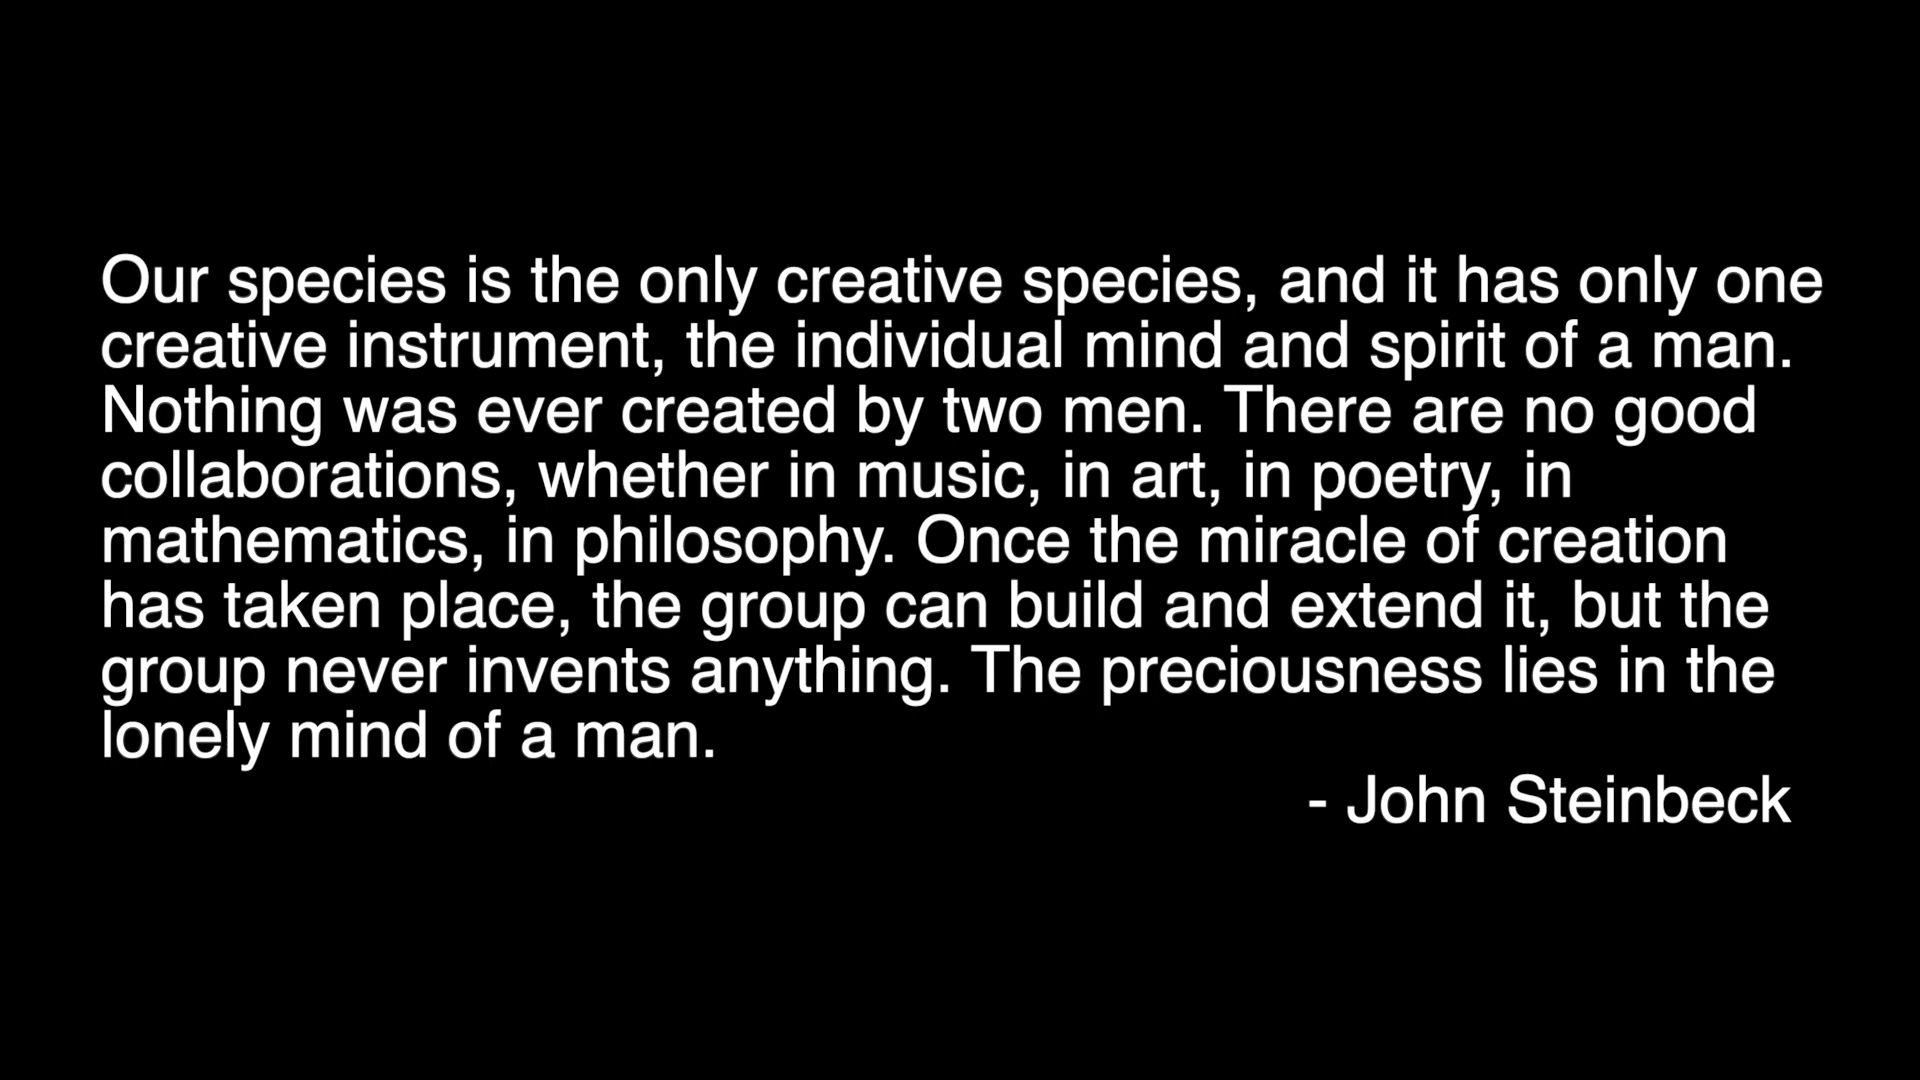 Our species is the only creative species, and it has only one
creative instrument, the individual mind and spirit of a man.
Nothing was ever created by two men. There are no good
collaborations, whether in music, in art, in poetry, in
mathematics, in philosophy. Once the miracle of creation
has taken place, the group can build and extend it, but the
group never invents anything. The preciousness lies in the
lonely mind of a man.
- John Steinbeck